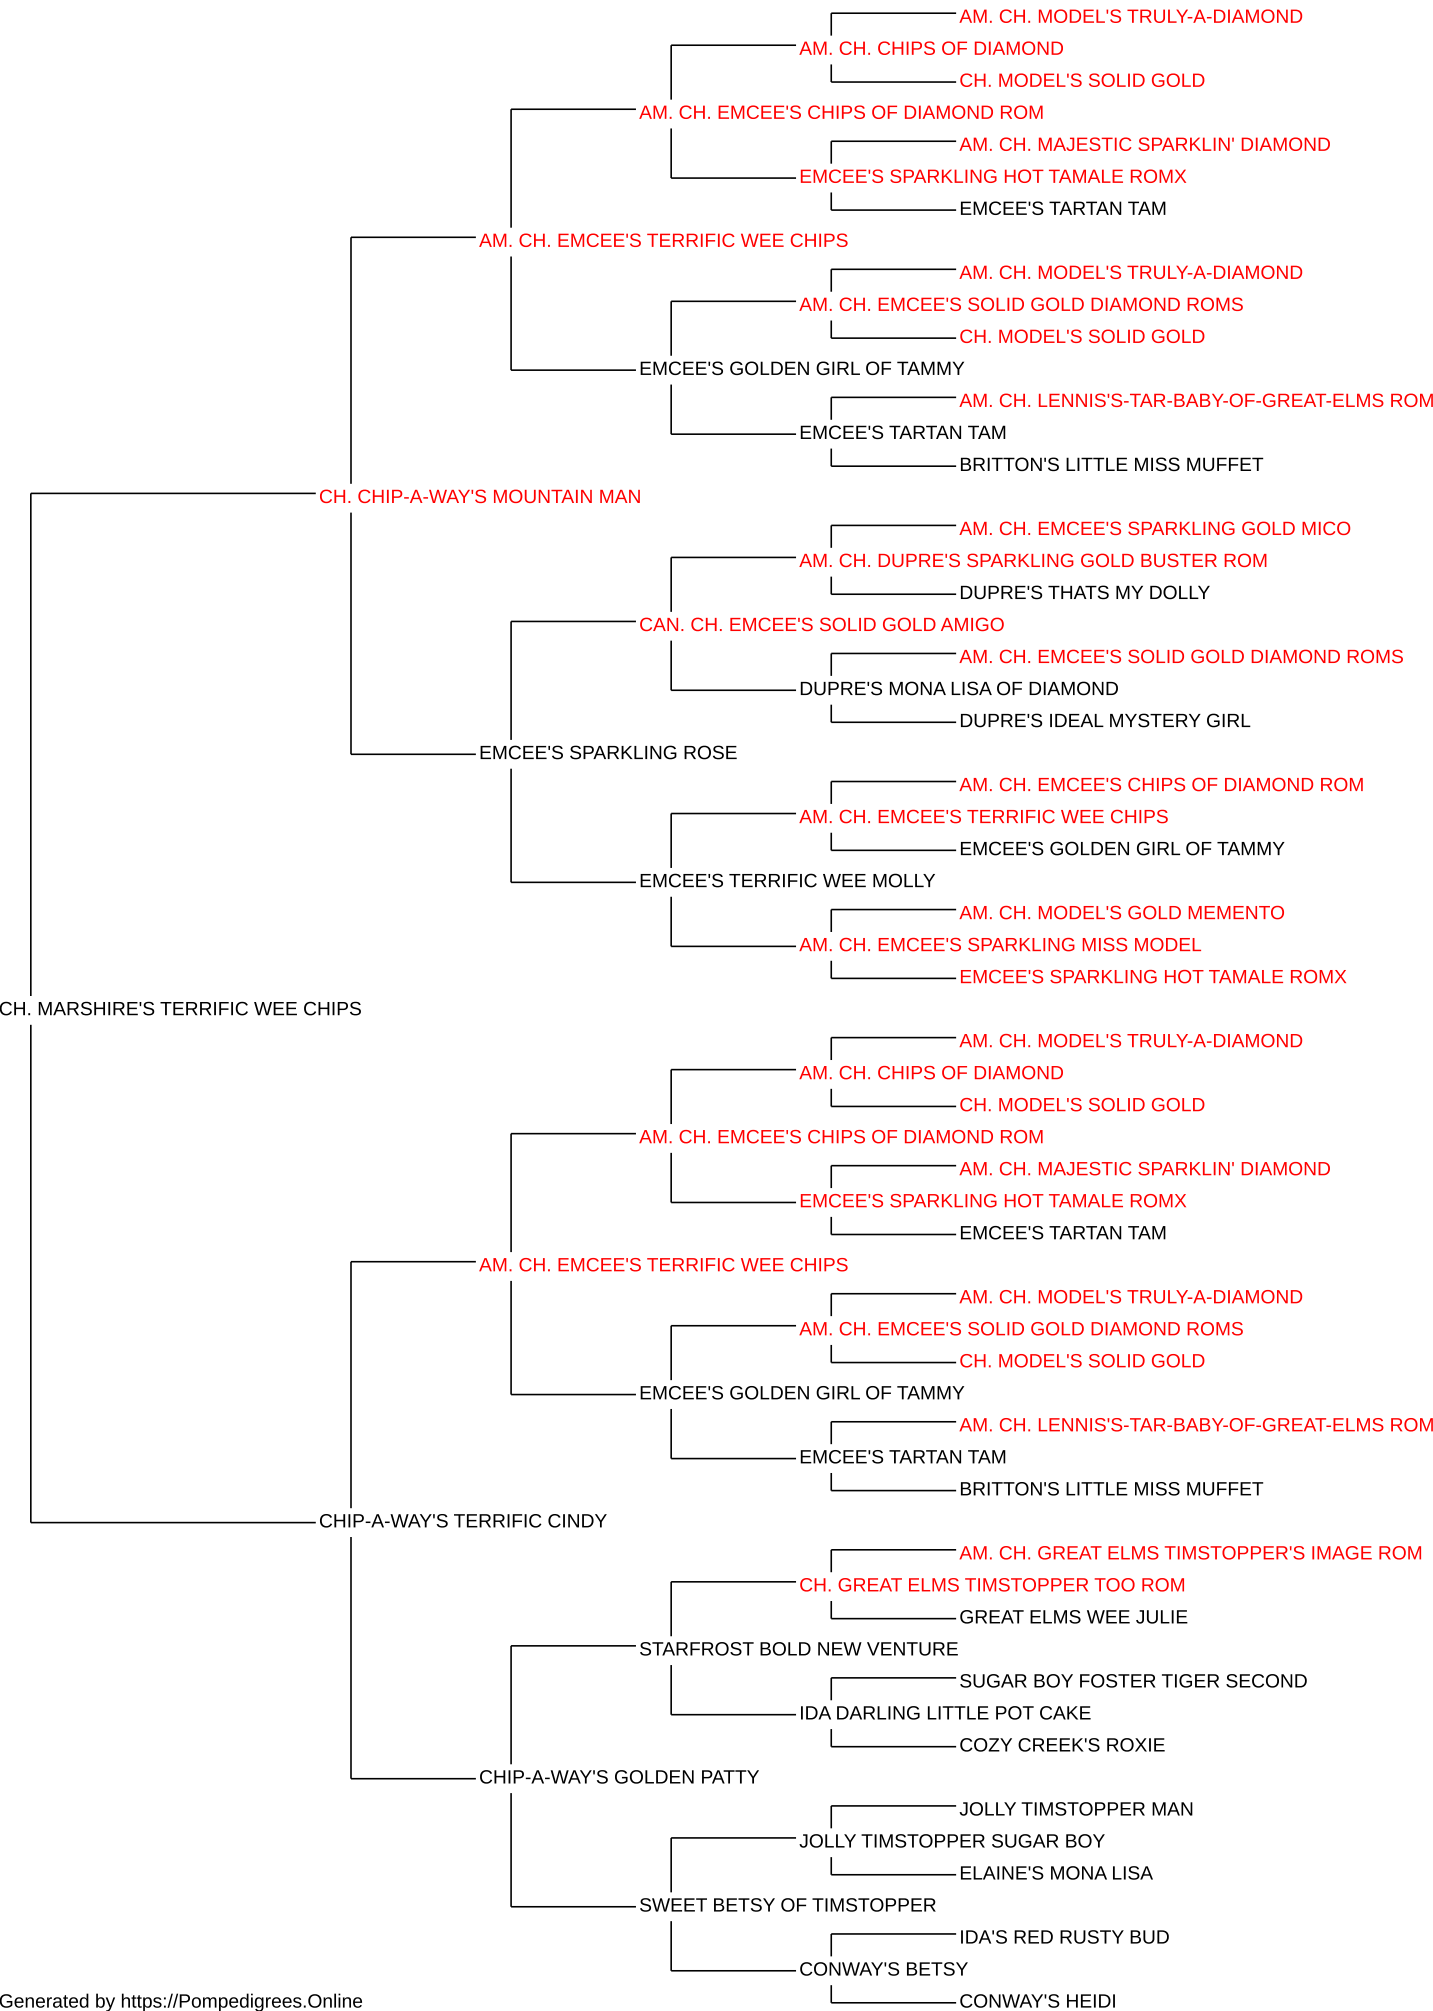 AM. CH. MODEL'S TRULY-A-DIAMOND
AM. CH. CHIPS OF DIAMOND
CH. MODEL'S SOLID GOLD
AM. CH. EMCEE'S CHIPS OF DIAMOND ROM
AM. CH. MAJESTIC SPARKLIN' DIAMOND
EMCEE'S SPARKLING HOT TAMALE ROMX
EMCEE'S TARTAN TAM
AM. CH. EMCEE'S TERRIFIC WEE CHIPS
AM. CH. MODEL'S TRULY-A-DIAMOND
AM. CH. EMCEE'S SOLID GOLD DIAMOND ROMS
CH. MODEL'S SOLID GOLD
EMCEE'S GOLDEN GIRL OF TAMMY
AM. CH. LENNIS'S-TAR-BABY-OF-GREAT-ELMS ROM
EMCEE'S TARTAN TAM
BRITTON'S LITTLE MISS MUFFET
CH. CHIP-A-WAY'S MOUNTAIN MAN
AM. CH. EMCEE'S SPARKLING GOLD MICO
AM. CH. DUPRE'S SPARKLING GOLD BUSTER ROM
DUPRE'S THATS MY DOLLY
CAN. CH. EMCEE'S SOLID GOLD AMIGO
AM. CH. EMCEE'S SOLID GOLD DIAMOND ROMS
DUPRE'S MONA LISA OF DIAMOND
DUPRE'S IDEAL MYSTERY GIRL
EMCEE'S SPARKLING ROSE
AM. CH. EMCEE'S CHIPS OF DIAMOND ROM
AM. CH. EMCEE'S TERRIFIC WEE CHIPS
EMCEE'S GOLDEN GIRL OF TAMMY
EMCEE'S TERRIFIC WEE MOLLY
AM. CH. MODEL'S GOLD MEMENTO
AM. CH. EMCEE'S SPARKLING MISS MODEL
EMCEE'S SPARKLING HOT TAMALE ROMX
CH. MARSHIRE'S TERRIFIC WEE CHIPS
AM. CH. MODEL'S TRULY-A-DIAMOND
AM. CH. CHIPS OF DIAMOND
CH. MODEL'S SOLID GOLD
AM. CH. EMCEE'S CHIPS OF DIAMOND ROM
AM. CH. MAJESTIC SPARKLIN' DIAMOND
EMCEE'S SPARKLING HOT TAMALE ROMX
EMCEE'S TARTAN TAM
AM. CH. EMCEE'S TERRIFIC WEE CHIPS
AM. CH. MODEL'S TRULY-A-DIAMOND
AM. CH. EMCEE'S SOLID GOLD DIAMOND ROMS
CH. MODEL'S SOLID GOLD
EMCEE'S GOLDEN GIRL OF TAMMY
AM. CH. LENNIS'S-TAR-BABY-OF-GREAT-ELMS ROM
EMCEE'S TARTAN TAM
BRITTON'S LITTLE MISS MUFFET
CHIP-A-WAY'S TERRIFIC CINDY
AM. CH. GREAT ELMS TIMSTOPPER'S IMAGE ROM
CH. GREAT ELMS TIMSTOPPER TOO ROM
GREAT ELMS WEE JULIE
STARFROST BOLD NEW VENTURE
SUGAR BOY FOSTER TIGER SECOND
IDA DARLING LITTLE POT CAKE
COZY CREEK'S ROXIE
CHIP-A-WAY'S GOLDEN PATTY
JOLLY TIMSTOPPER MAN
JOLLY TIMSTOPPER SUGAR BOY
ELAINE'S MONA LISA
SWEET BETSY OF TIMSTOPPER
IDA'S RED RUSTY BUD
CONWAY'S BETSY
CONWAY'S HEIDI
Generated by https://Pompedigrees.Online